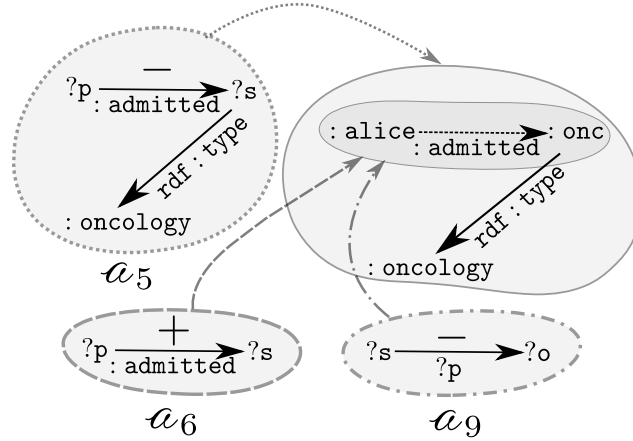 −
?p ?s
:admitted
rdf:type
:oncology
a5
:alice :onc
:admitted
rdf:type
:oncology
+
?p ?s
:admitted
a6
−
?s ?o
?p
a9